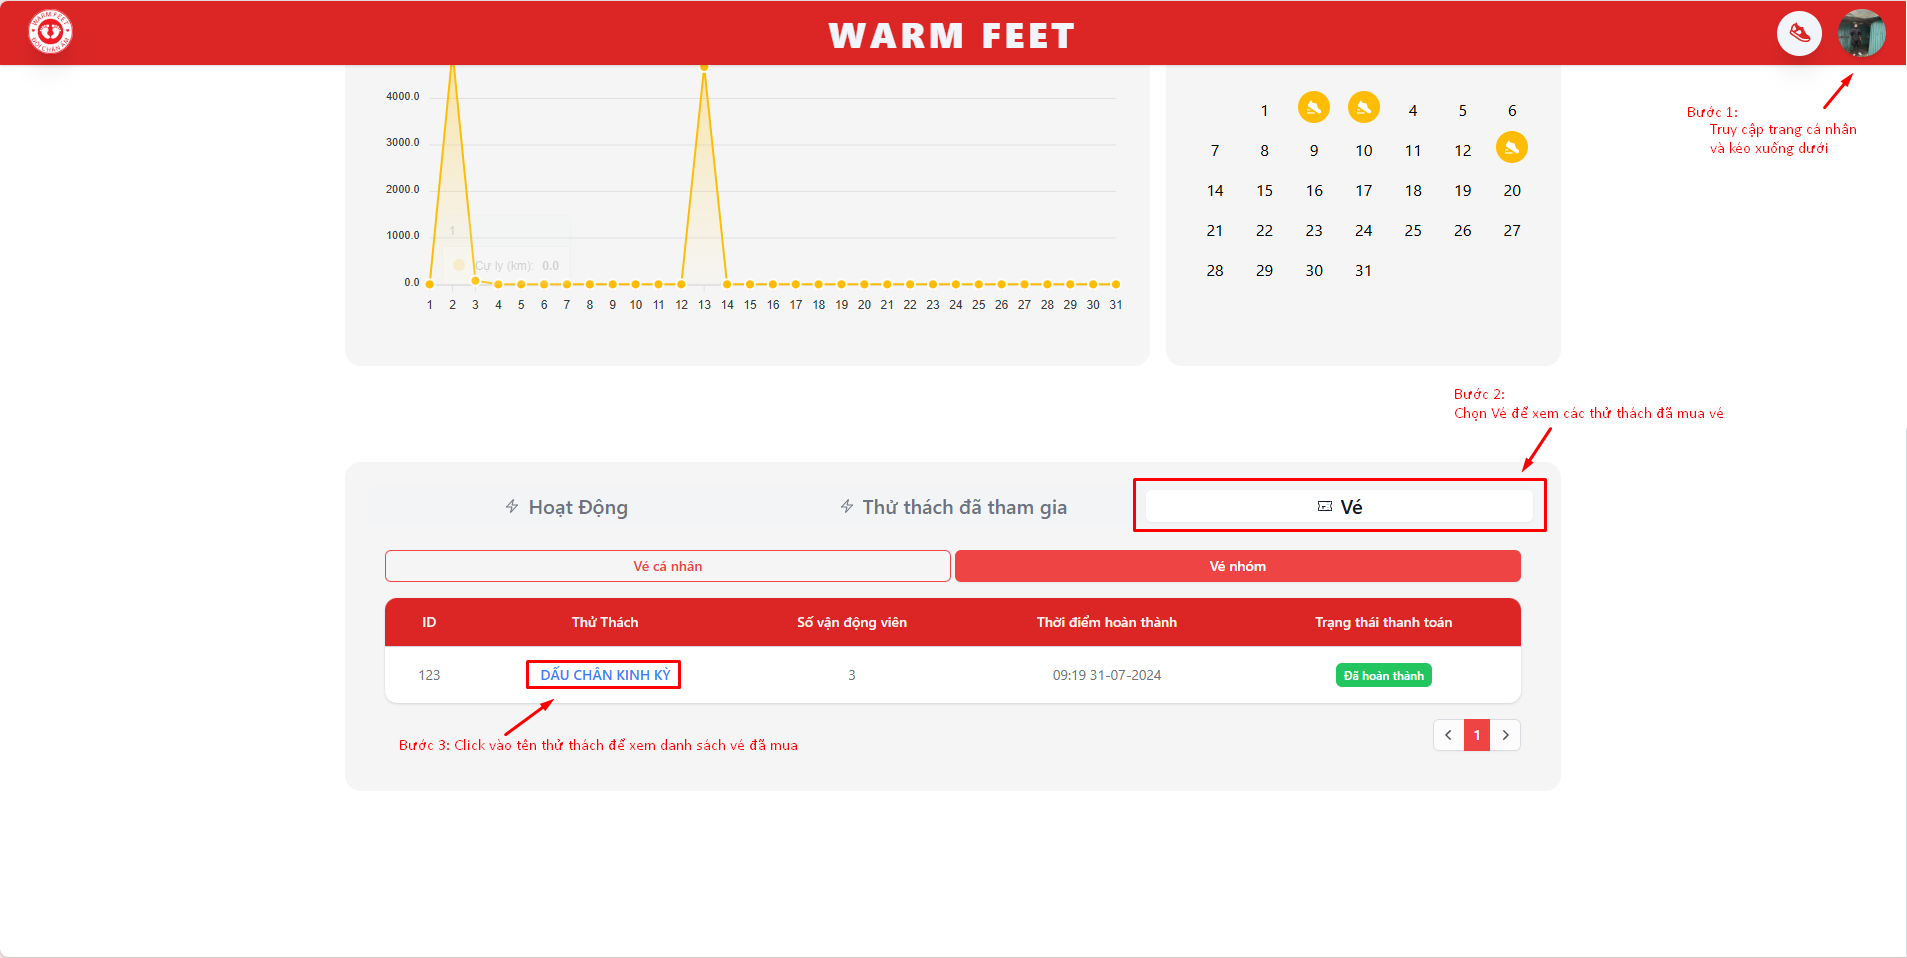 WARM FEET
ĐÔI CHÂN ẤM
WARM FEET
Bước 1:
Truy cập trang cá nhân
và kéo xuống dưới
4000.0
3000.0
2000.0
1000.0
0.0
1
Cự ly (km): 0.0
1 2 3 4 5 6 7 8 9 10 11 12 13 14 15 16 17 18 19 20 21 22 23 24 25 26 27 28 29 30 31
1 4 5 6
7 8 9 10 11 12
14 15 16 17 18 19 20
21 22 23 24 25 26 27
28 29 30 31
Bước 2:
Chọn Vé để xem các thử thách đã mua vé
Hoạt Động
Thử thách đã tham gia
Vé
Vé cá nhân
Vé nhóm
ID Thử Thách Số vận động viên Thời điểm hoàn thành Trạng thái thanh toán
123 DẤU CHÂN KINH KỲ 3 09:19 31-07-2024 Đã hoàn thành
Bước 3: Click vào tên thử thách để xem danh sách vé đã mua
1